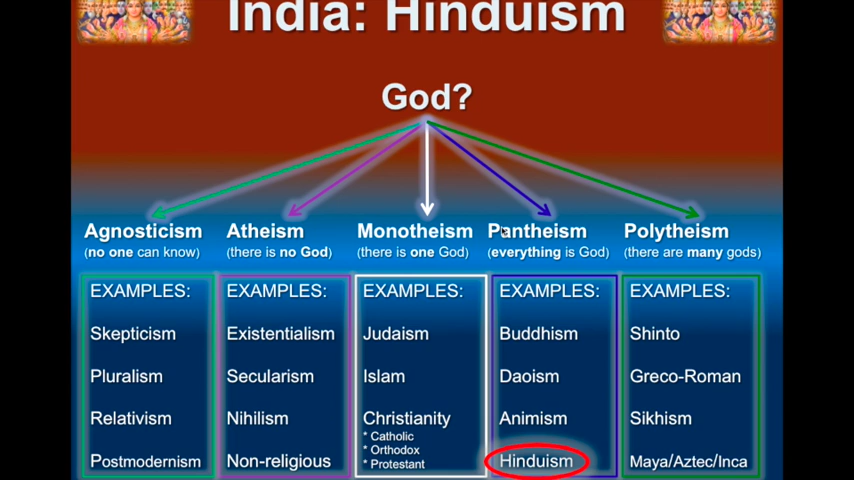 India: Hinduism
God?
Agnosticism
(no one can know)
Atheism
(there is no God)
Monotheism
(there is one God)
Pantheism
(everything is God)
Polytheism
(there are many gods)
EXAMPLES:
Skepticism
Pluralism
Relativism
Postmodernism
EXAMPLES:
Existentialism
Secularism
Nihilism
Non-religious
EXAMPLES:
Judaism
Islam
Christianity
* Catholic
* Orthodox
* Protestant
EXAMPLES:
Buddhism
Daoism
Animism
Hinduism
EXAMPLES:
Shinto
Greco-Roman
Sikhism
Maya/Aztec/Inca